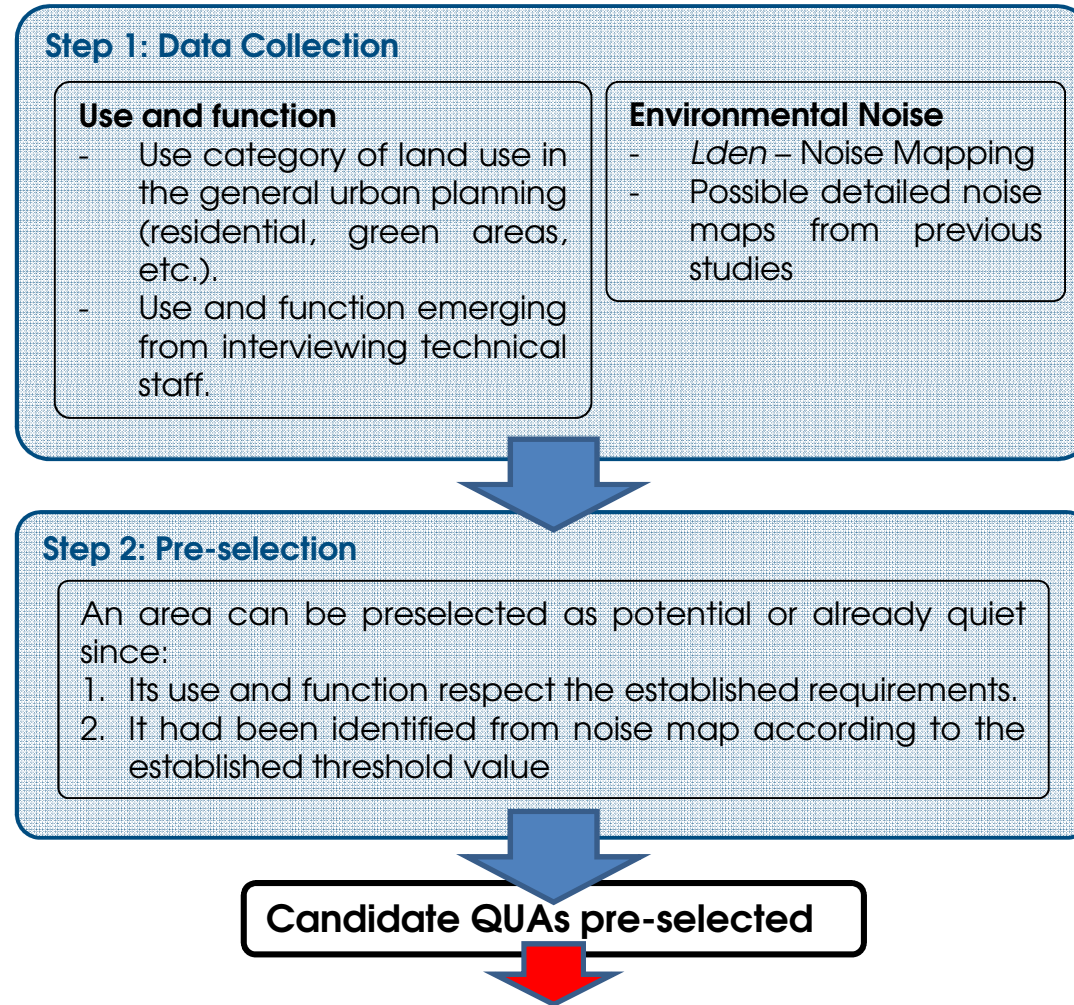 Step 1: Data Collection
Use and function
- Use category of land use in
the general urban planning
(residential, green areas,
etc.).
- Use and function emerging
from interviewing technical
staff.
Environmental Noise
- Lden – Noise Mapping
- Possible detailed noise
maps from previous
studies
Step 2: Pre-selection
An area can be preselected as potential or already quiet
since:
1. Its use and function respect the established requirements.
2. It had been identified from noise map according to the
established threshold value
Candidate QUAs pre-selected